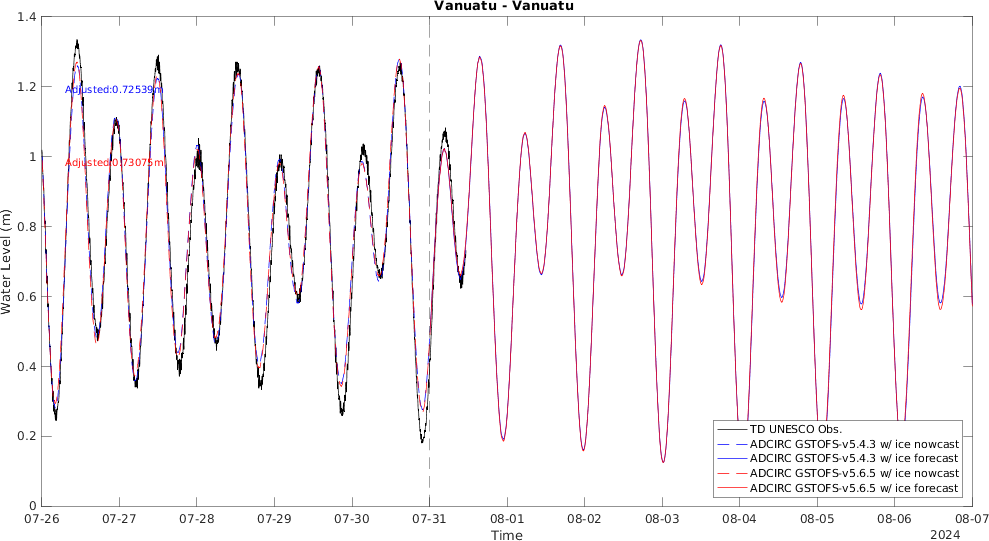 Vanuatu - Vanuatu
1.4
1.2
1
0.8
0.6
0.4
0.2
0
Water Level (m)
Adjusted:0.72539m
Adjusted:0.73075m
TD UNESCO Obs.
ADCIRC GSTOFS-v5.4.3 w/ ice nowcast
ADCIRC GSTOFS-v5.4.3 w/ ice forecast
ADCIRC GSTOFS-v5.6.5 w/ ice nowcast
ADCIRC GSTOFS-v5.6.5 w/ ice forecast
07-26 07-27 07-28 07-29 07-30 07-31 08-01 08-02 08-03 08-04 08-05 08-06 08-07
Time
2024